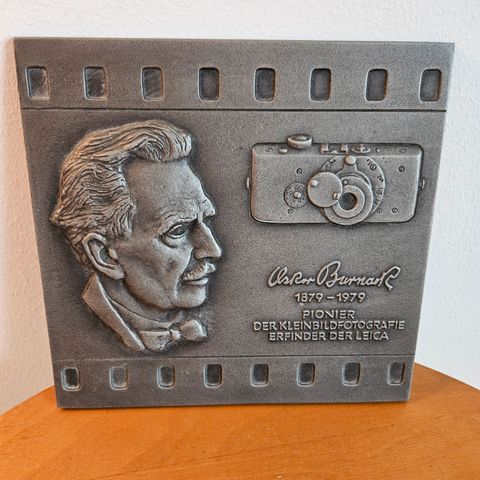 Oskar Barnack
1879 – 1979
PIONIER
DER KLEINBILDFOTOGRAFIE
ERFINDER DER LEICA